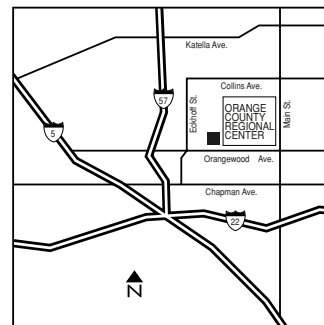 Katella Ave.
Collins Ave.
Eckhoff St.
57
ORANGE
COUNTY
REGIONAL
CENTER
Main St.
5
Orangewood Ave.
Chapman Ave.
22
N